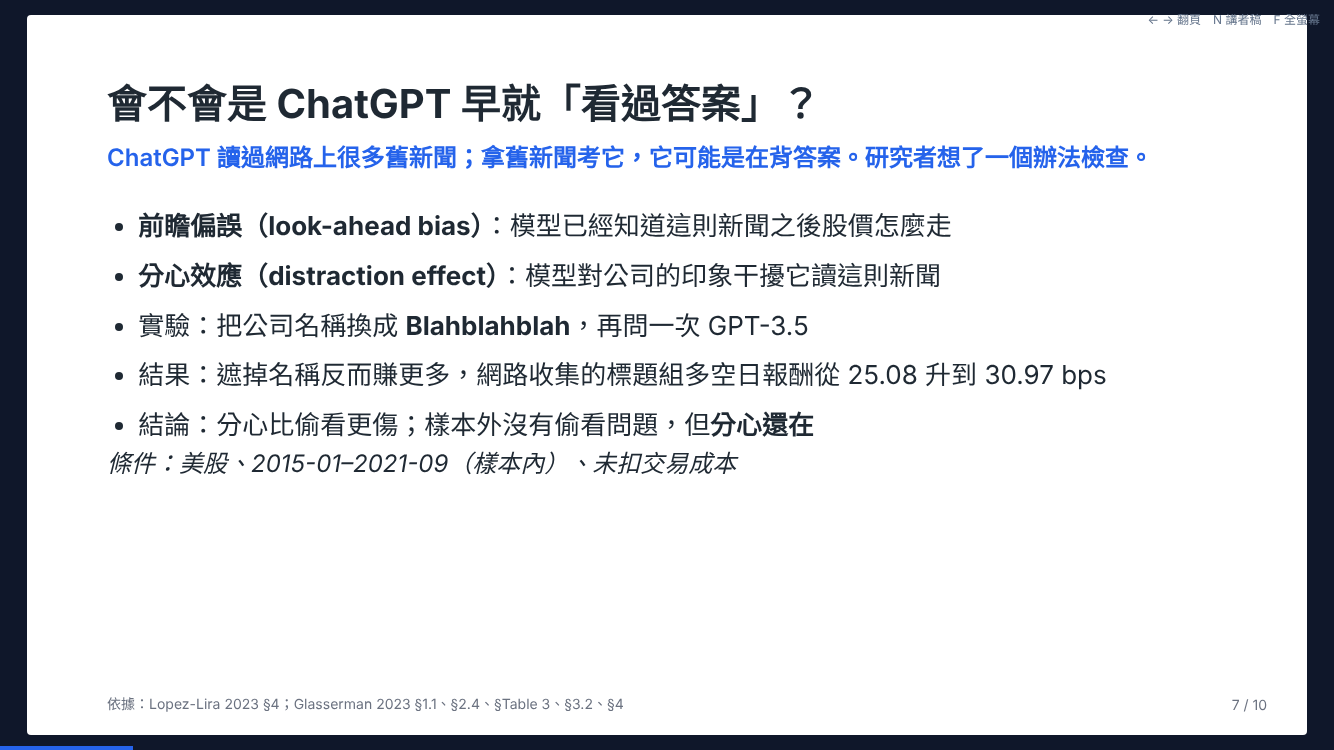 ← → 翻頁 N 講者稿 F 全螢幕
會不會是 ChatGPT 早就「看過答案」？
ChatGPT 讀過網路上很多舊新聞；拿舊新聞考它，它可能是在背答案。研究者想了一個辦法檢查。
• 前瞻偏誤（look-ahead bias）：模型已經知道這則新聞之後股價怎麼走
• 分心效應（distraction effect）：模型對公司的印象干擾它讀這則新聞
• 實驗：把公司名稱換成 Blahblahblah，再問一次 GPT-3.5
• 結果：遮掉名稱反而賺更多，網路收集的標題組多空日報酬從 25.08 升到 30.97 bps
• 結論：分心比偷看更傷；樣本外沒有偷看問題，但分心還在
條件：美股、2015-01–2021-09（樣本內）、未扣交易成本
依據：Lopez-Lira 2023 §4；Glasserman 2023 §1.1、§2.4、§Table 3、§3.2、§4
7 / 10